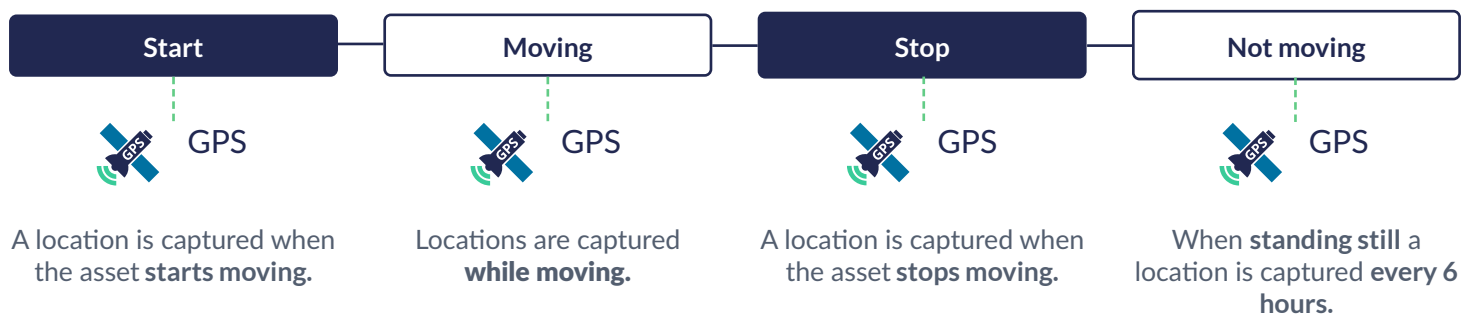 Start
Moving
Stop
Not moving
GPS GPS
GPS GPS
GPS GPS
GPS GPS
A location is captured when
the asset starts moving.
Locations are captured
while moving.
A location is captured when
the asset stops moving.
When standing still a
location is captured every 6
hours.